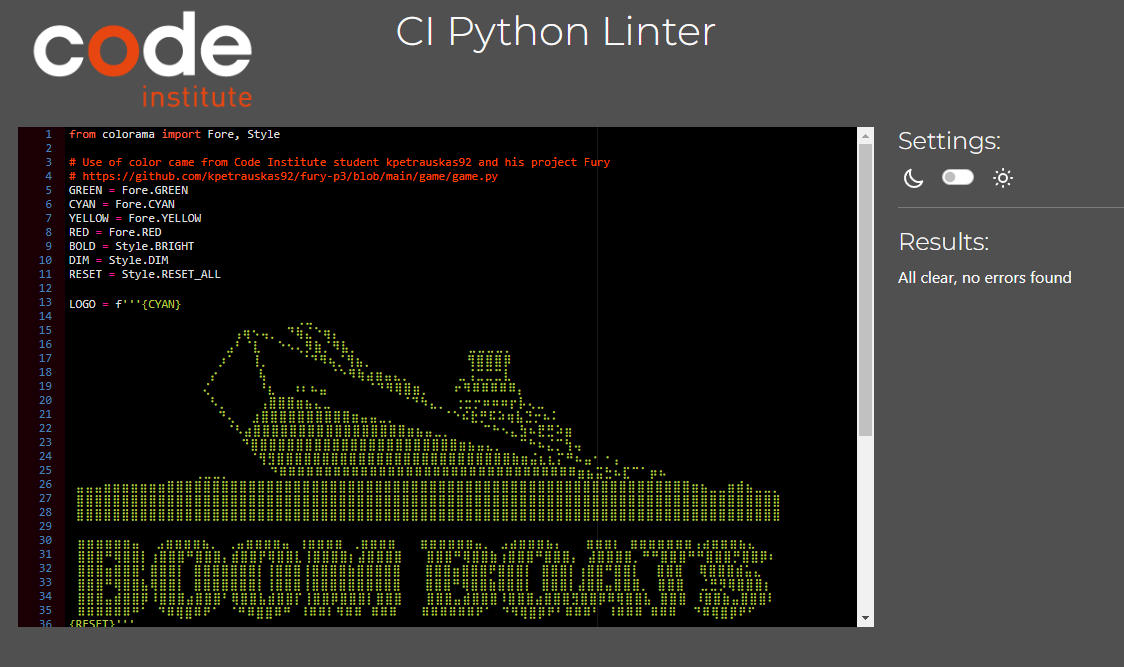 code
institute
CI Python Linter
1 from colorama import Fore, Style
2
3 # Use of color came from Code Institute student kpetrauskas92 and his project Fury
4 # https://github.com/kpetrauskas92/fury-p3/blob/main/game/game.py
5 GREEN = Fore.GREEN
6 CYAN = Fore.CYAN
7 YELLOW = Fore.YELLOW
8 RED = Fore.RED
9 BOLD = Style.BRIGHT
10 DIM = Style.DIM
11 RESET = Style.RESET_ALL
12
13 LOGO = f'''{CYAN}
14
15
16
17
18
19
20
21
22
23
24
25
26
27
28
29
30
31
32
33
34
35
36 {RESET}'''
Settings:
Results:
All clear, no errors found